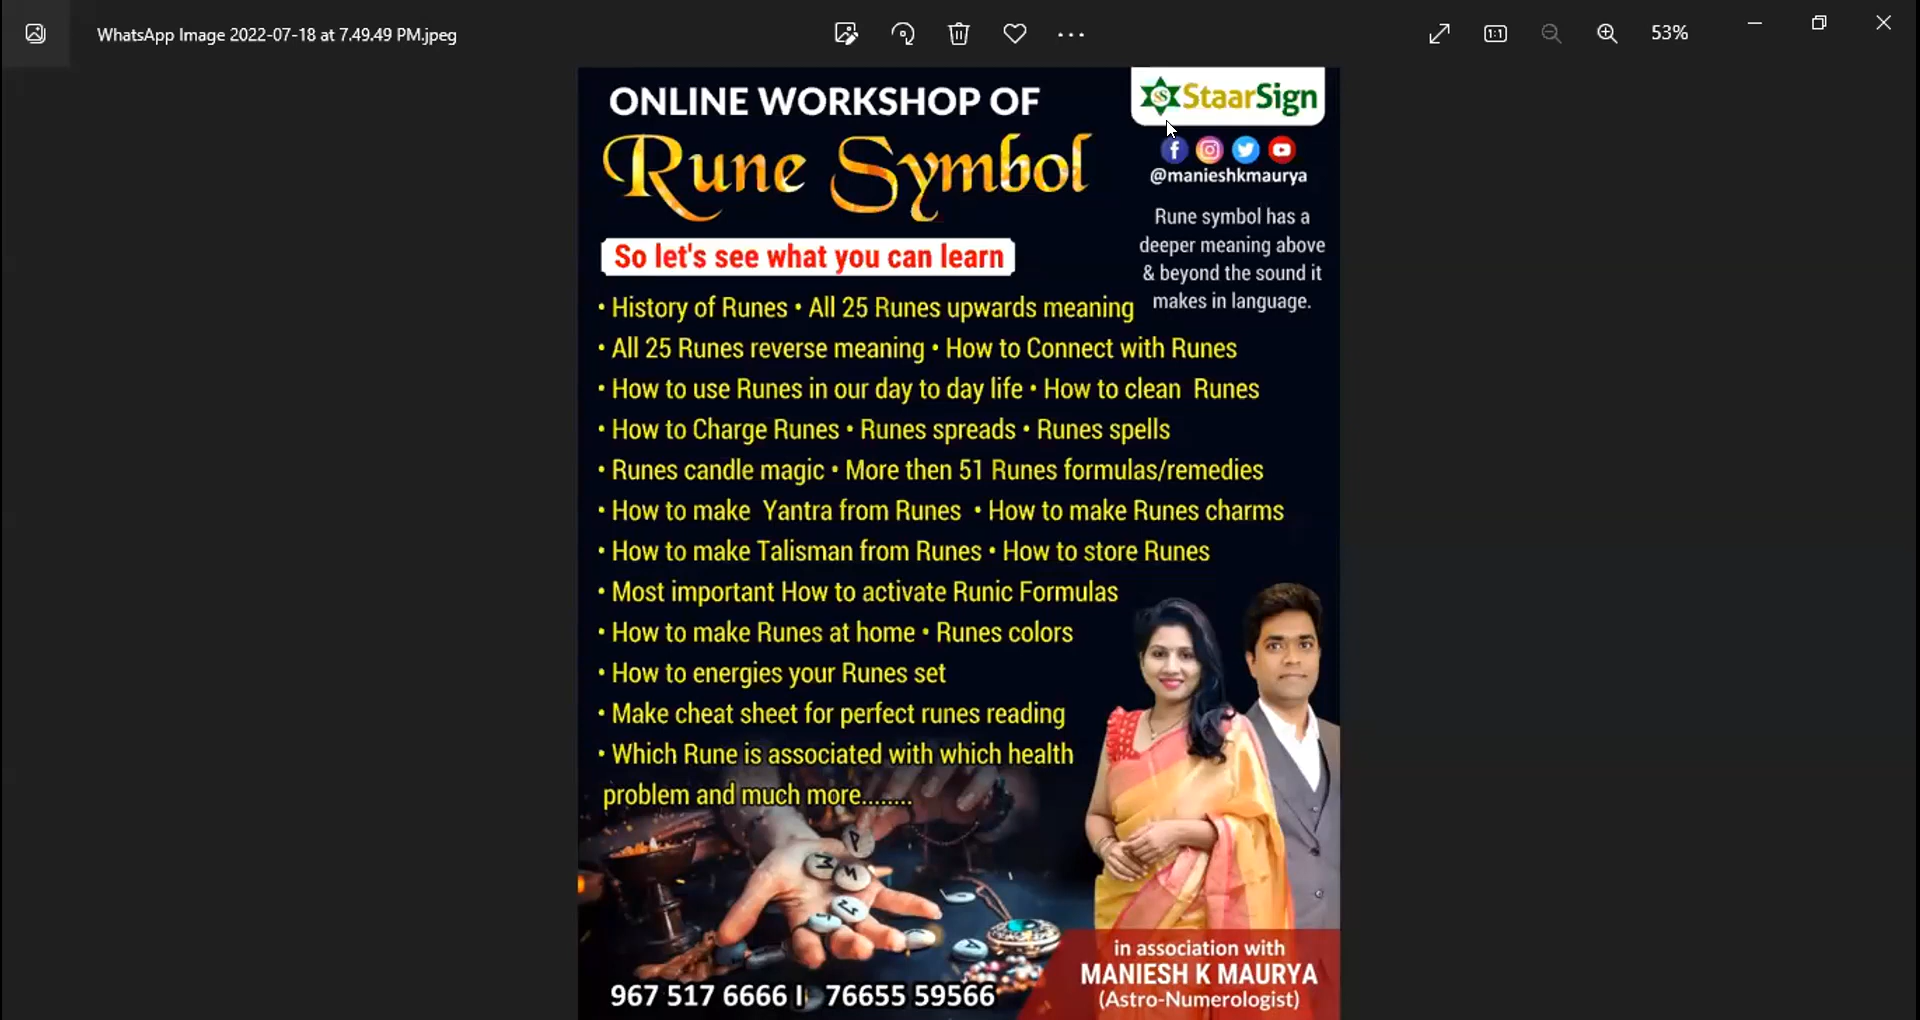 WhatsApp Image 2022-07-18 at 7.49.49 PM.jpeg
1:1
53%
ONLINE WORKSHOP OF
Rune Symbol
SS StaarSign
@manieshkmaurya
Rune symbol has a
deeper meaning above
& beyond the sound it
makes in language.
So let's see what you can learn
• History of Runes • All 25 Runes upwards meaning
• All 25 Runes reverse meaning • How to Connect with Runes
• How to use Runes in our day to day life • How to clean Runes
• How to Charge Runes • Runes spreads • Runes spells
• Runes candle magic • More then 51 Runes formulas/remedies
• How to make Yantra from Runes • How to make Runes charms
• How to make Talisman from Runes • How to store Runes
• Most important How to activate Runic Formulas
• How to make Runes at home • Runes colors
• How to energies your Runes set
• Make cheat sheet for perfect runes reading
• Which Rune is associated with which health
problem and much more........
967 517 6666 I 76655 59566
in association with
MANIESH K MAURYA
(Astro-Numerologist)